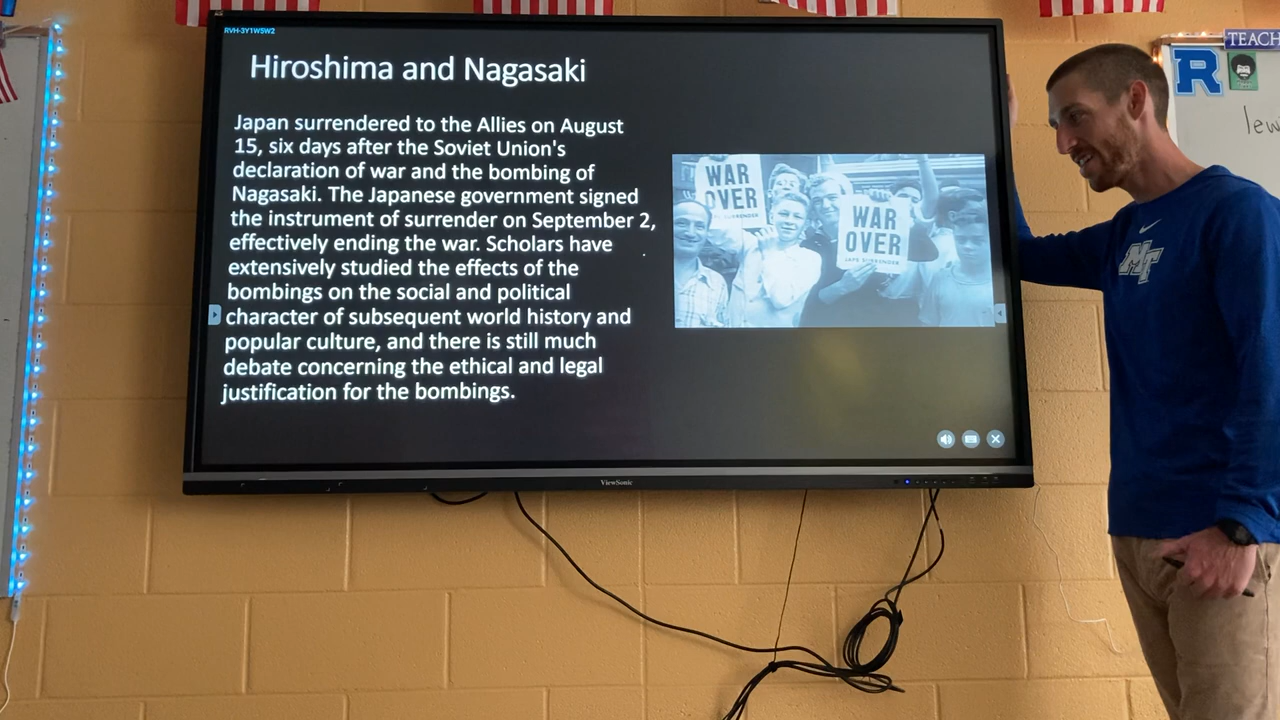 RVH-3Y1W5W2
Hiroshima and Nagasaki
Japan surrendered to the Allies on August
15, six days after the Soviet Union's
declaration of war and the bombing of
Nagasaki. The Japanese government signed
the instrument of surrender on September 2,
effectively ending the war. Scholars have
extensively studied the effects of the
bombings on the social and political
character of subsequent world history and
popular culture, and there is still much
debate concerning the ethical and legal
justification for the bombings.
WAR
OVER
WAR
OVER
JAPS SURRENDER
ViewSonic
TEACH
R
MT